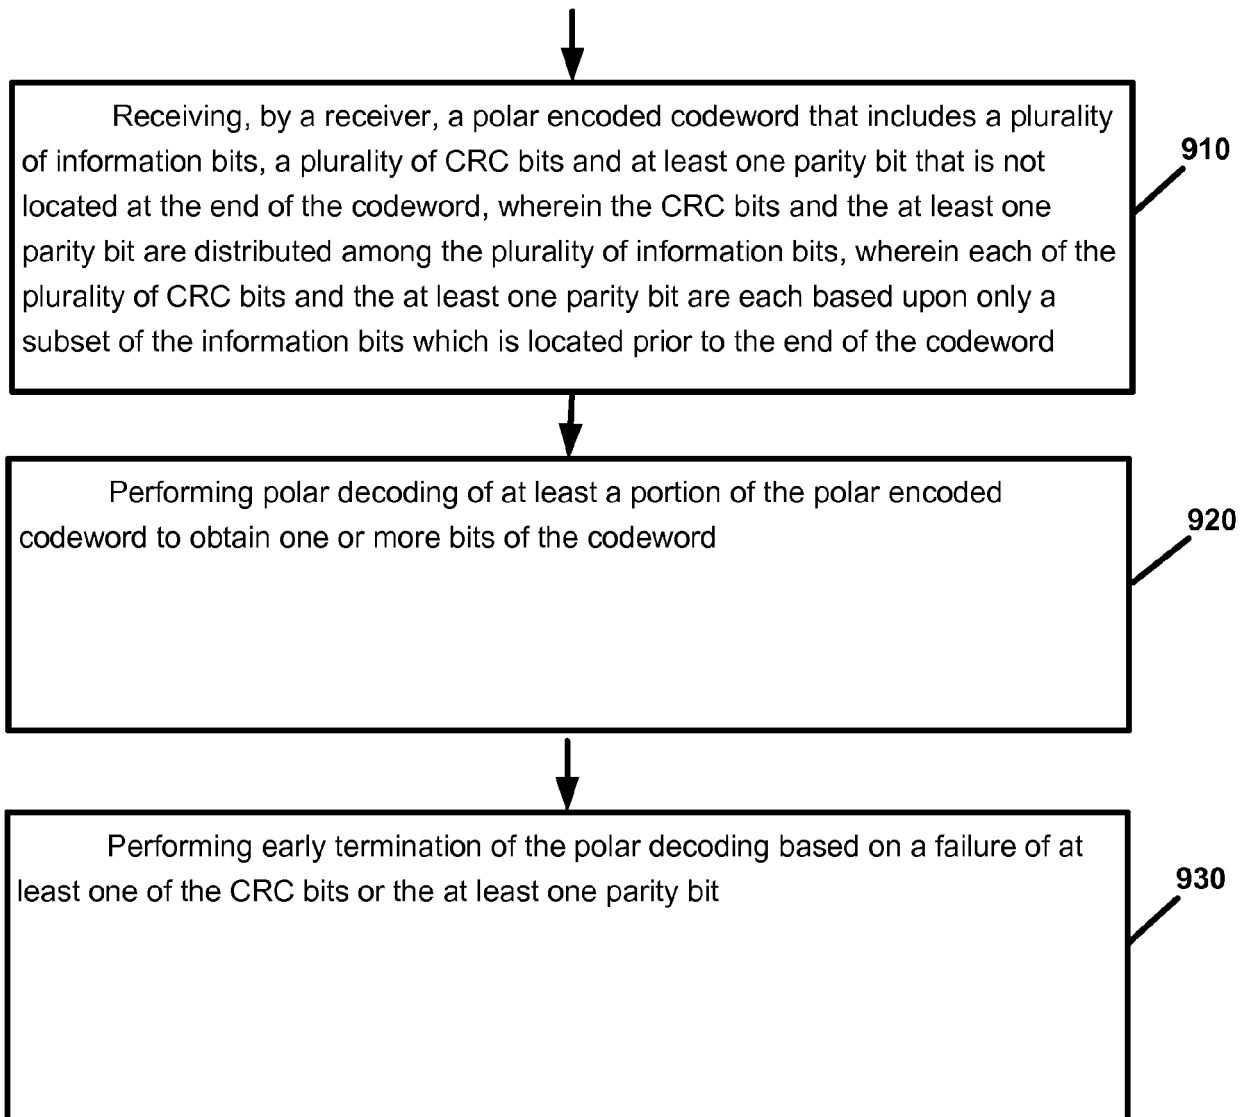 Receiving, by a receiver, a polar encoded codeword that includes a plurality
of information bits, a plurality of CRC bits and at least one parity bit that is not
located at the end of the codeword, wherein the CRC bits and the at least one
parity bit are distributed among the plurality of information bits, wherein each of the
plurality of CRC bits and the at least one parity bit are each based upon only a
subset of the information bits which is located prior to the end of the codeword
910
Performing polar decoding of at least a portion of the polar encoded
codeword to obtain one or more bits of the codeword
920
Performing early termination of the polar decoding based on a failure of at
least one of the CRC bits or the at least one parity bit
930